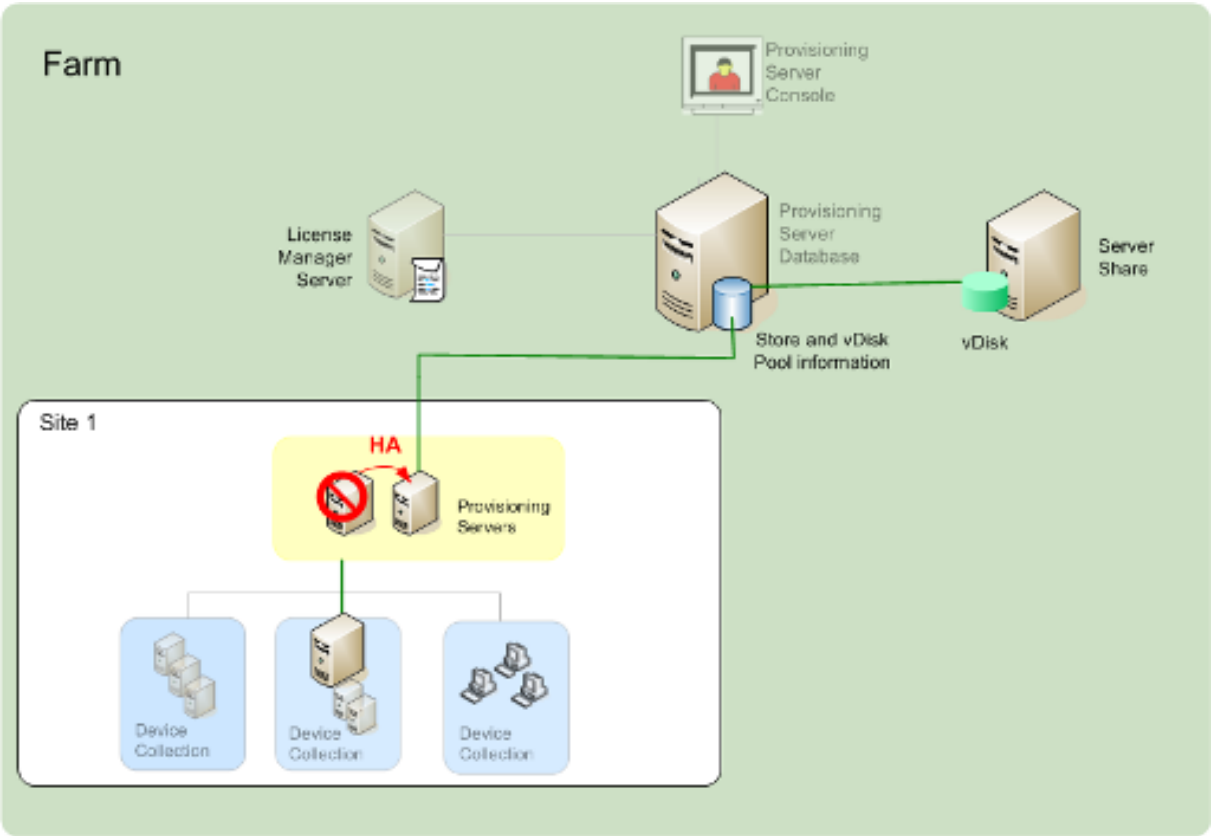 Farm
Provisioning
Server
Console
License
Manager
Server
Provisioning
Server
Database
Server
Share
Store and vDisk
Pool information
vDisk
Site 1
HA
Provisioning
Servers
Device
Collection
Device
Collection
Device
Collection